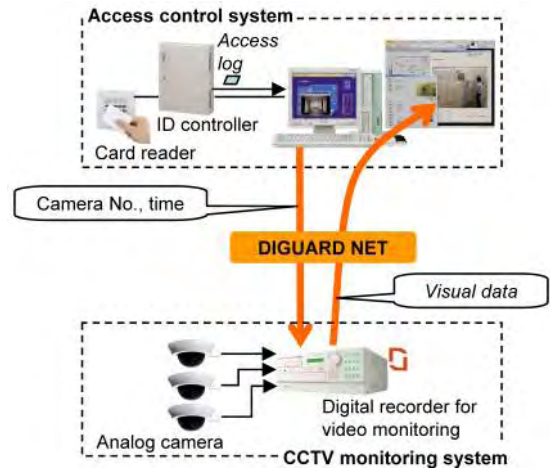 Access control system
Access
log
ID controller
Card reader
Camera No., time
DIGUARD NET
Visual data
Digital recorder for
video monitoring
Analog camera
CCTV monitoring system